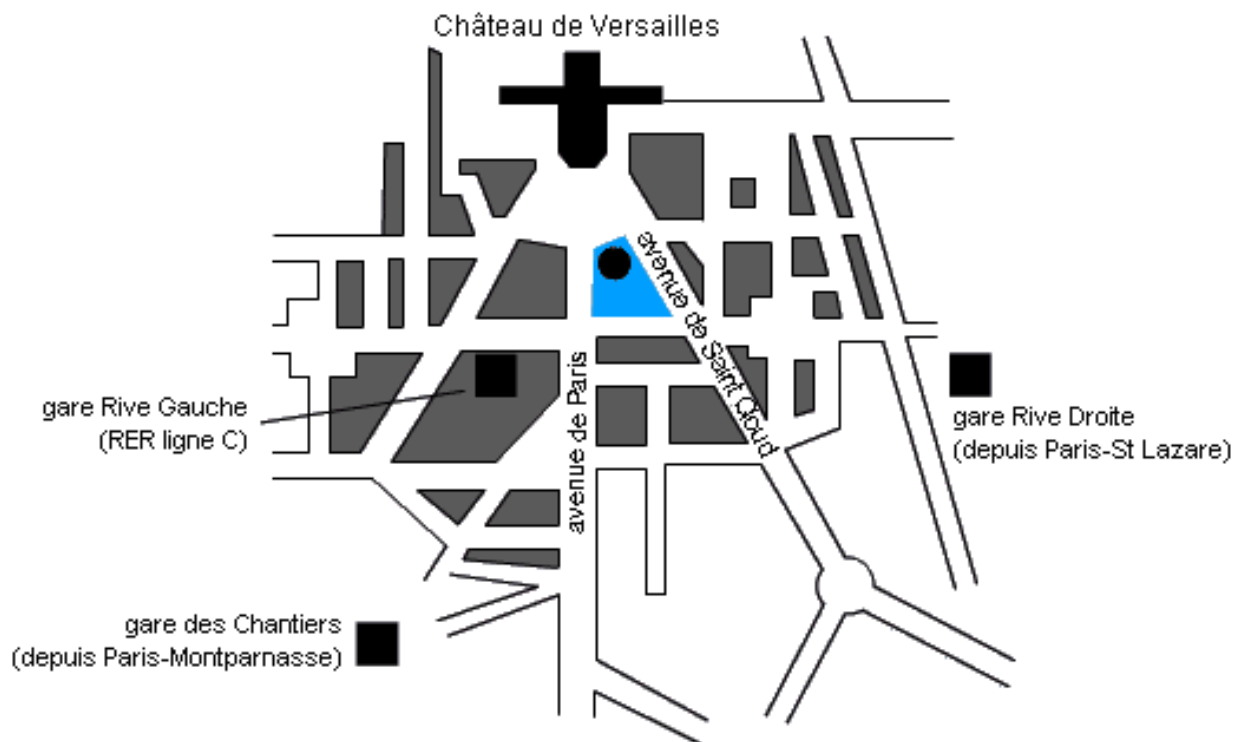 Château de Versailles
avenue de Saint Cloud
avenue de Paris
gare Rive Gauche
(RER ligne C)
gare Rive Droite
(depuis Paris-St Lazare)
gare des Chantiers
(depuis Paris-Montparnasse)